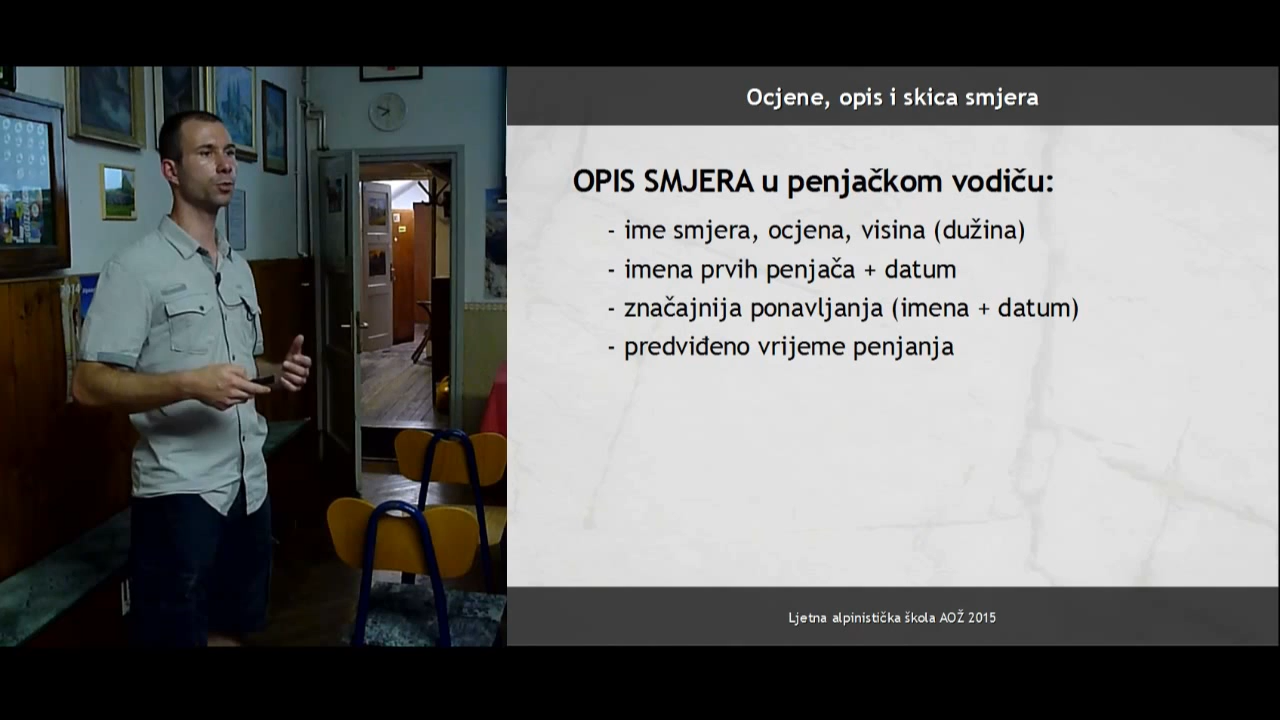 Ocjene, opis i skica smjera
OPIS SMJERA u penjačkom vodiču:
- ime smjera, ocjena, visina (dužina)
- imena prvih penjača + datum
- značajnija ponavljanja (imena + datum)
- predviđeno vrijeme penjanja
Ljetna alpinistička škola AOŽ 2015